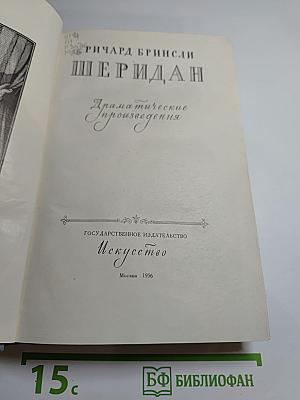 РИЧАРД БРИНСЛИ
ШЕРИДАН
Драматические
произведения
ГОСУДАРСТВЕННОЕ ИЗДАТЕЛЬСТВО
Искусство
Москва 1956
15с
БФ БИБЛИОФАН